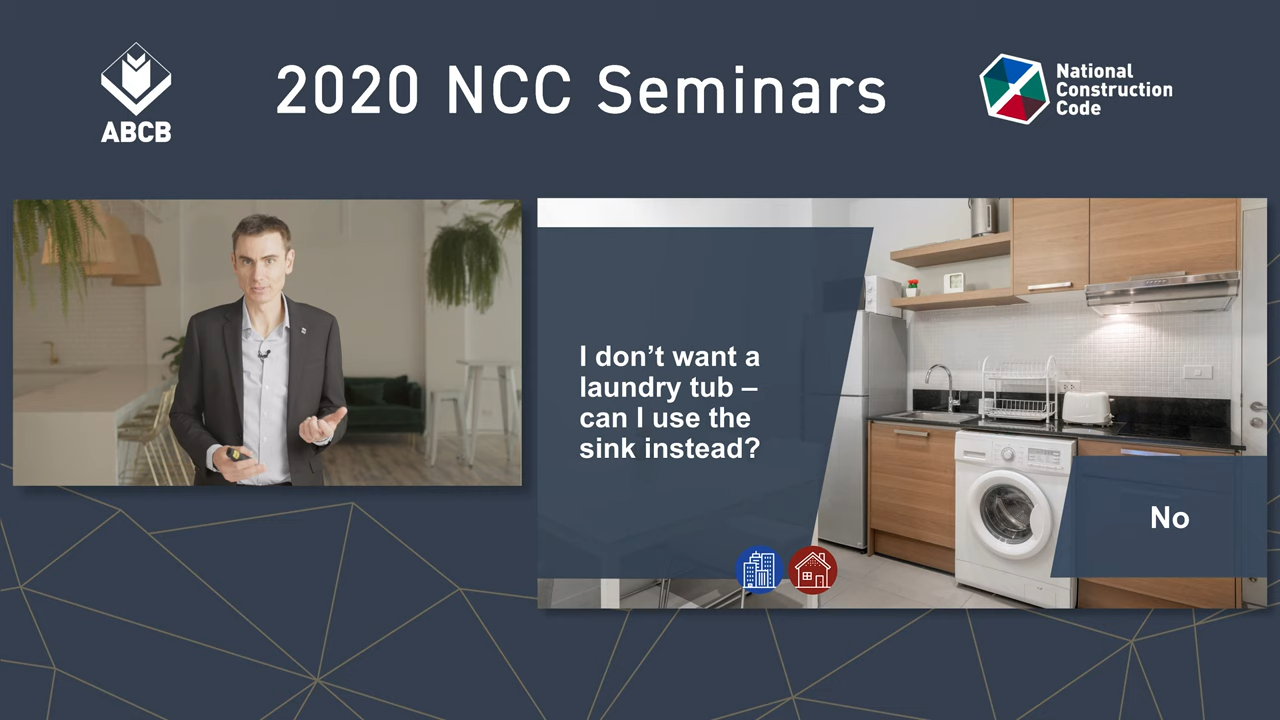 ABCB
2020 NCC Seminars
National
Construction
Code
I don't want a
laundry tub –
can I use the
sink instead?
No